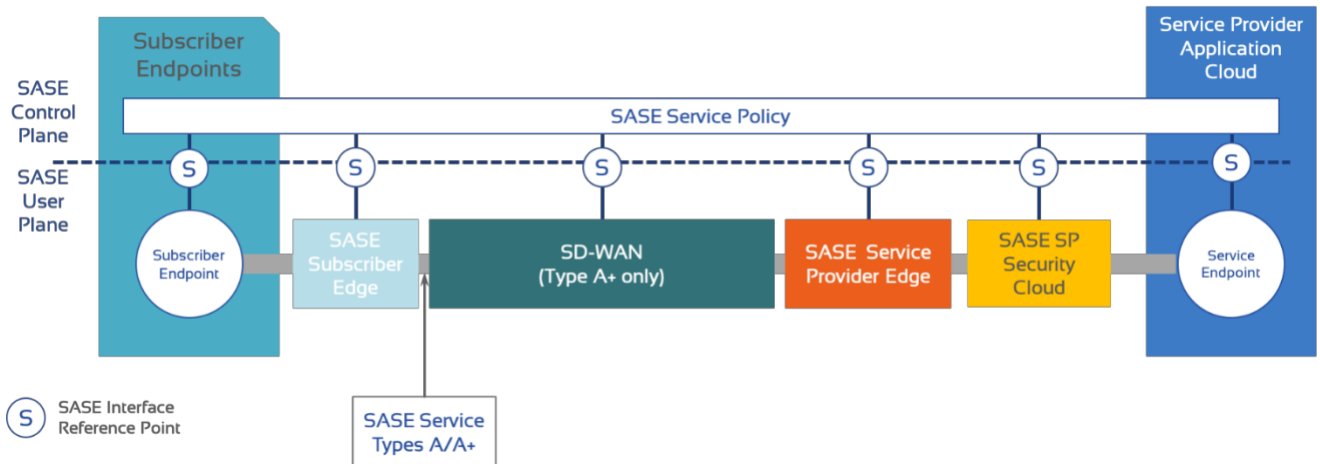 Subscriber
Endpoints
Service Provider
Application
Cloud
SASE
Control
Plane
SASE Service Policy
S
S
S
S
S
S
SASE
User
Plane
Subscriber
Endpoint
SASE
Subscriber
Edge
SD-WAN
(Type A+ only)
SASE Service
Provider Edge
SASE SP
Security
Cloud
Service
Endpoint
S
SASE Interface
Reference Point
SASE Service
Types A/A+